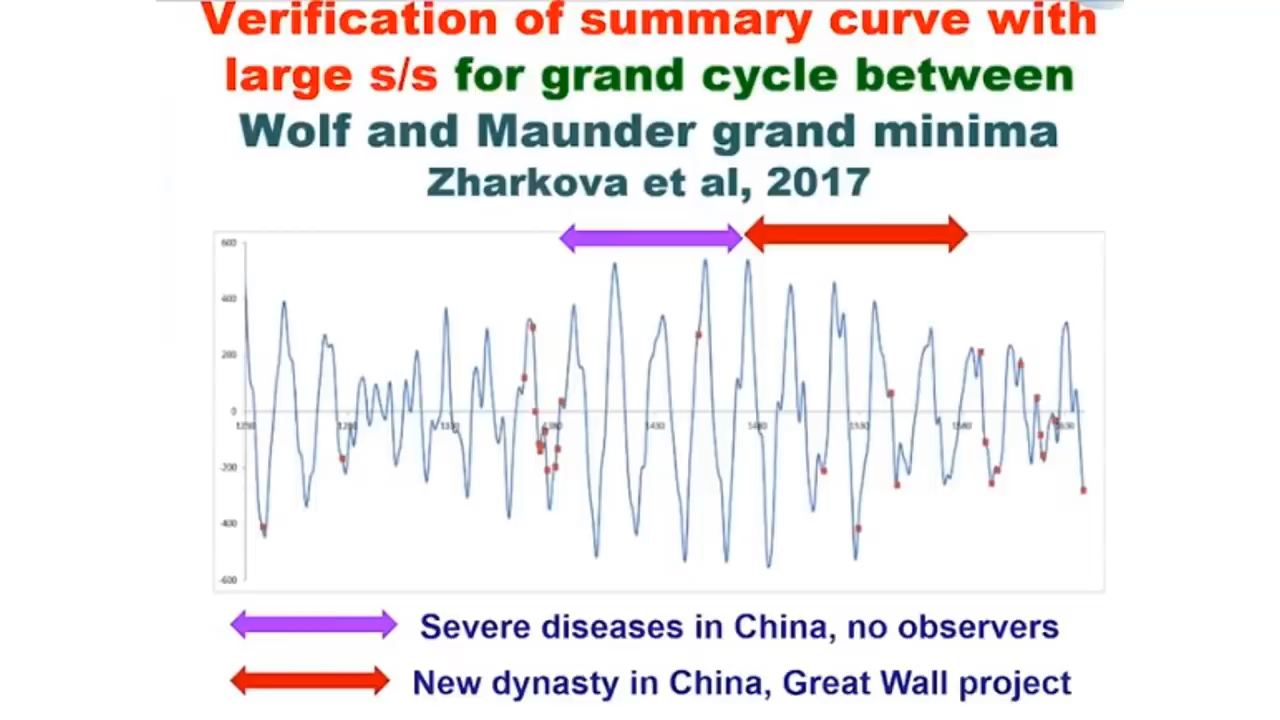 Verification of summary curve with
large s/s for grand cycle between
Wolf and Maunder grand minima
Zharkova et al, 2017
600
400
200
0
-200
-400
-600
1430
Severe diseases in China, no observers
New dynasty in China, Great Wall project